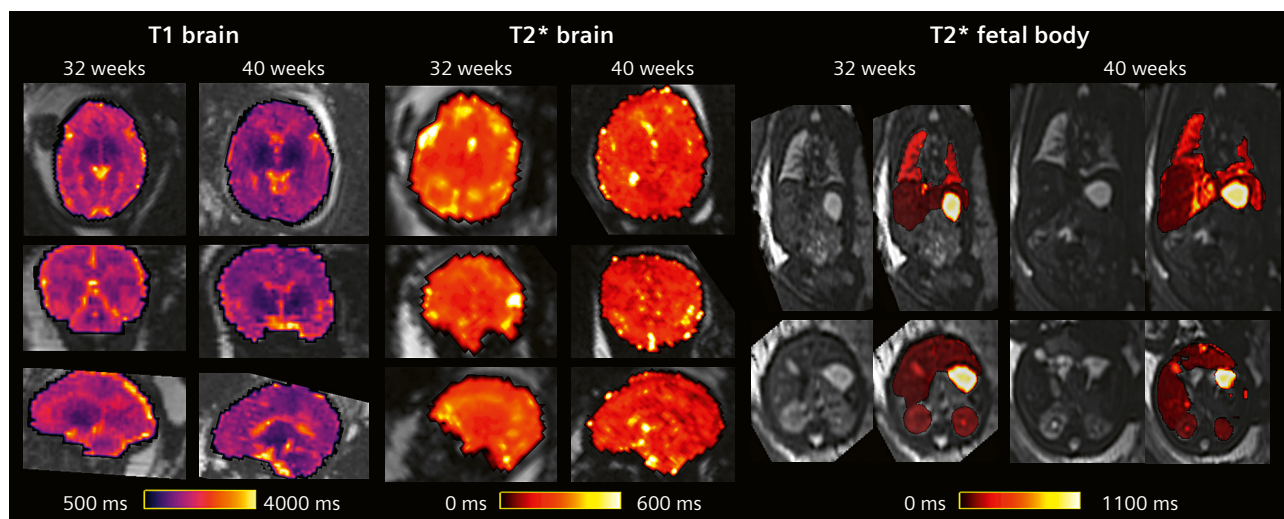 T1 brain
32 weeks 40 weeks
T2* brain
32 weeks 40 weeks
T2* fetal body
32 weeks 40 weeks
500 ms 4000 ms
0 ms 600 ms
0 ms 1100 ms